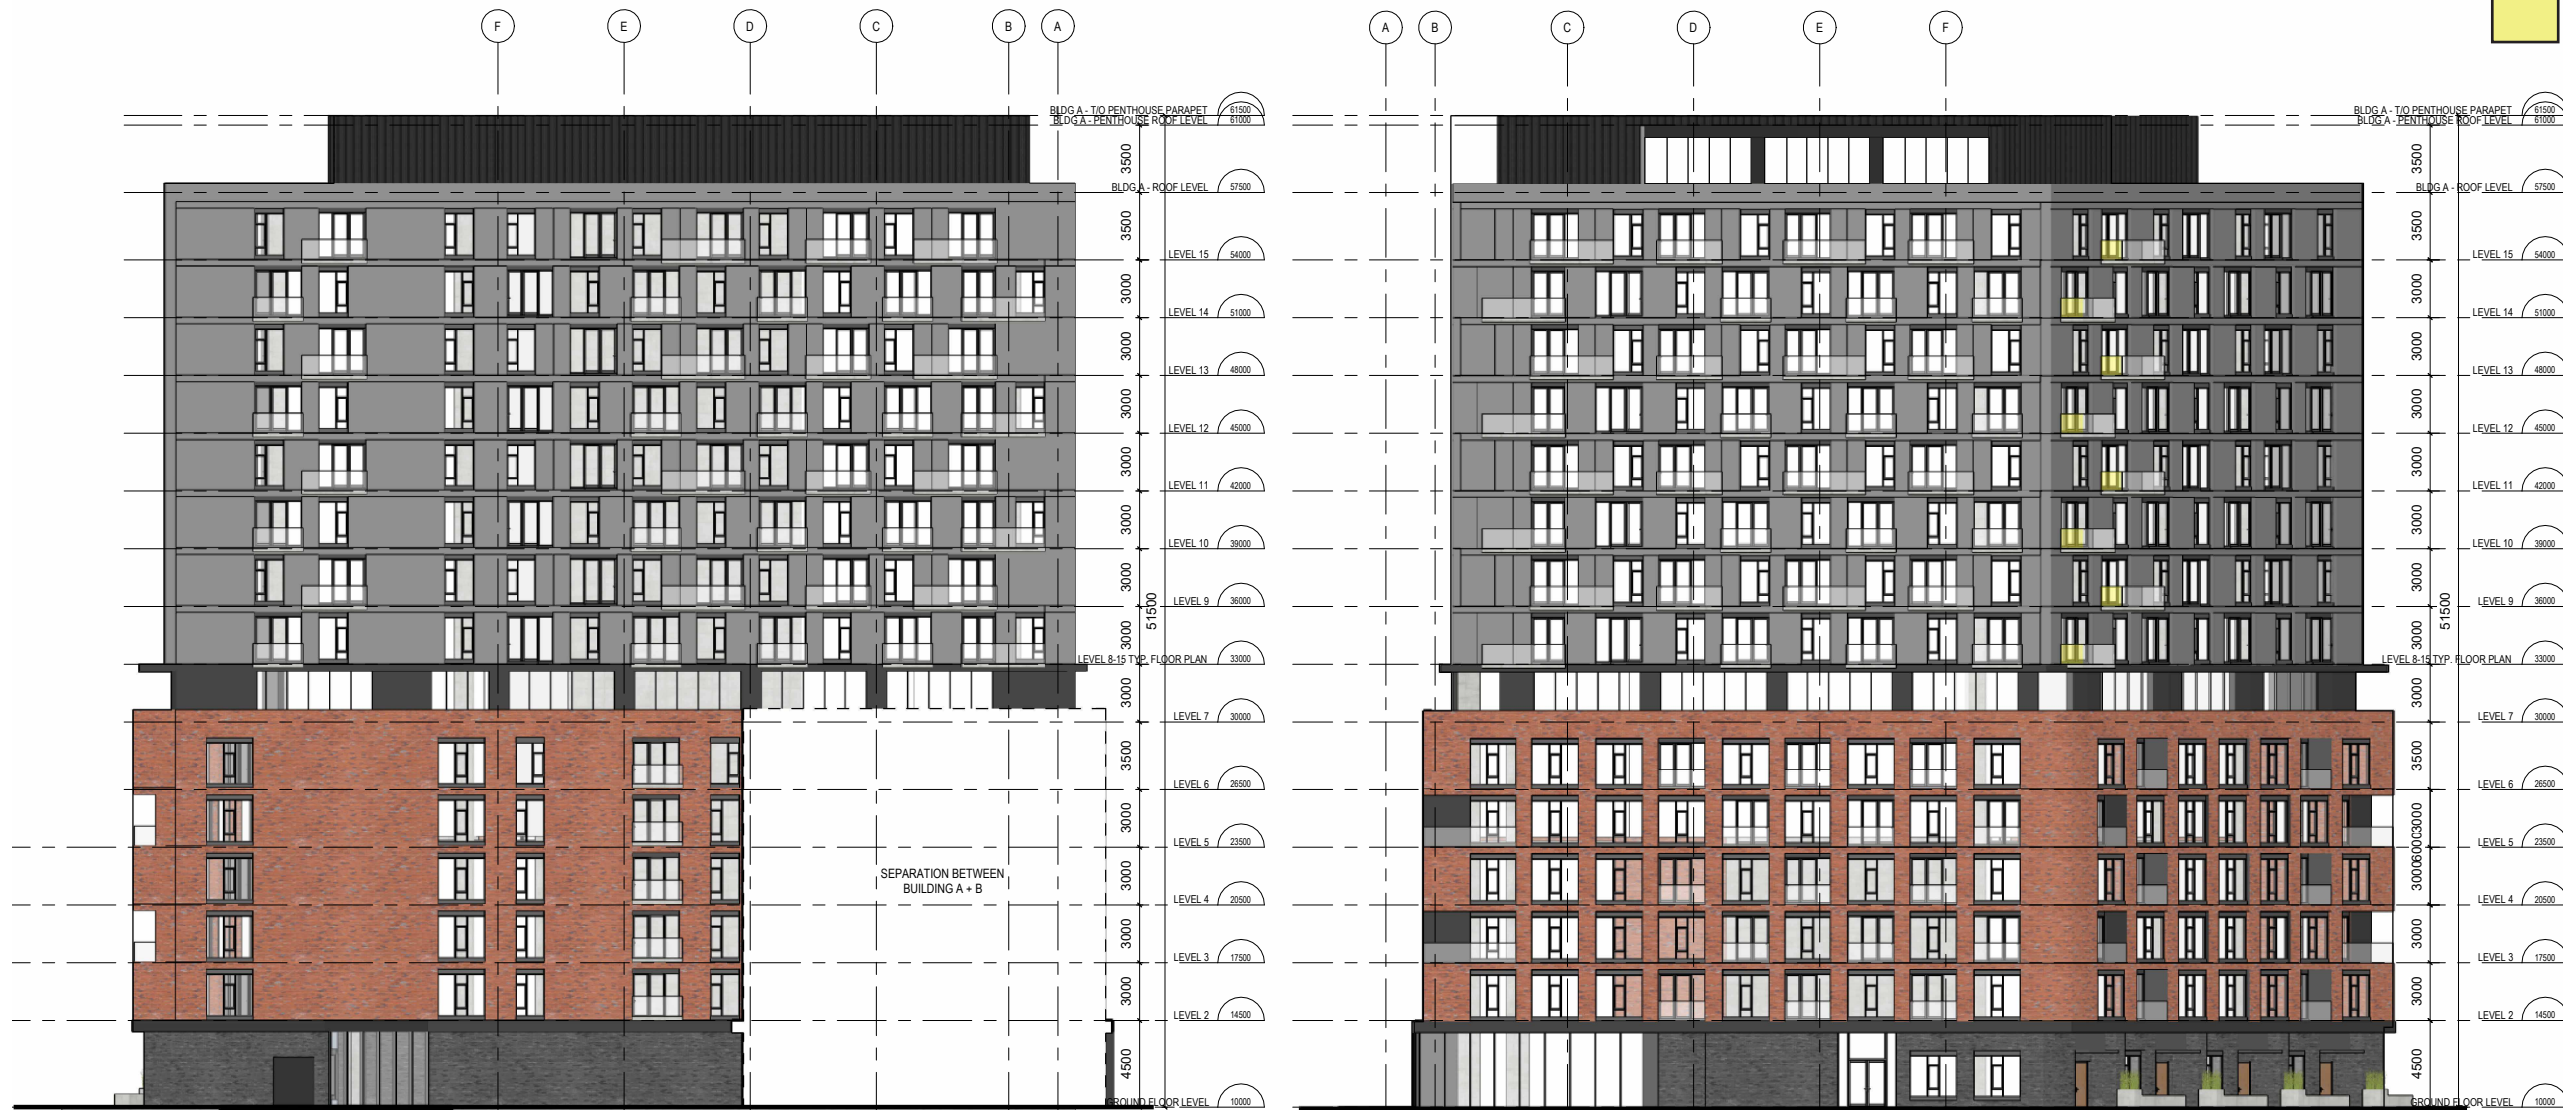 F E D C B A
BLDG A - T/O PENTHOUSE PARAPET 61500
BLDG A - PENTHOUSE ROOF LEVEL 61000
3500
BLDG A - ROOF LEVEL 57500
3500
LEVEL 15 54000
3000
LEVEL 14 51000
3000
LEVEL 13 48000
3000
LEVEL 12 45000
3000
LEVEL 11 42000
3000
LEVEL 10 39000
3000
LEVEL 9 36000
51500
3000
LEVEL 8-15 TYP. FLOOR PLAN 33000
3000
LEVEL 7 30000
3500
LEVEL 6 26500
3000
LEVEL 5 23500
SEPARATION BETWEEN
BUILDING A + B
3000
LEVEL 4 20500
3000
LEVEL 3 17500
3000
LEVEL 2 14500
4500
GROUND FLOOR LEVEL 10000
A B C D E F
BLDG A - T/O PENTHOUSE PARAPET 61500
BLDG A - PENTHOUSE ROOF LEVEL 61000
3500
BLDG A - ROOF LEVEL 57500
3500
LEVEL 15 54000
3000
LEVEL 14 51000
3000
LEVEL 13 48000
3000
LEVEL 12 45000
3000
LEVEL 11 42000
3000
LEVEL 10 39000
3000
LEVEL 9 36000
51500
3000
LEVEL 8-15 TYP. FLOOR PLAN 33000
3000
LEVEL 7 30000
3500
LEVEL 6 26500
3000
LEVEL 5 23500
6000
3000
LEVEL 4 20500
3000
LEVEL 3 17500
3000
LEVEL 2 14500
4500
GROUND FLOOR LEVEL 10000